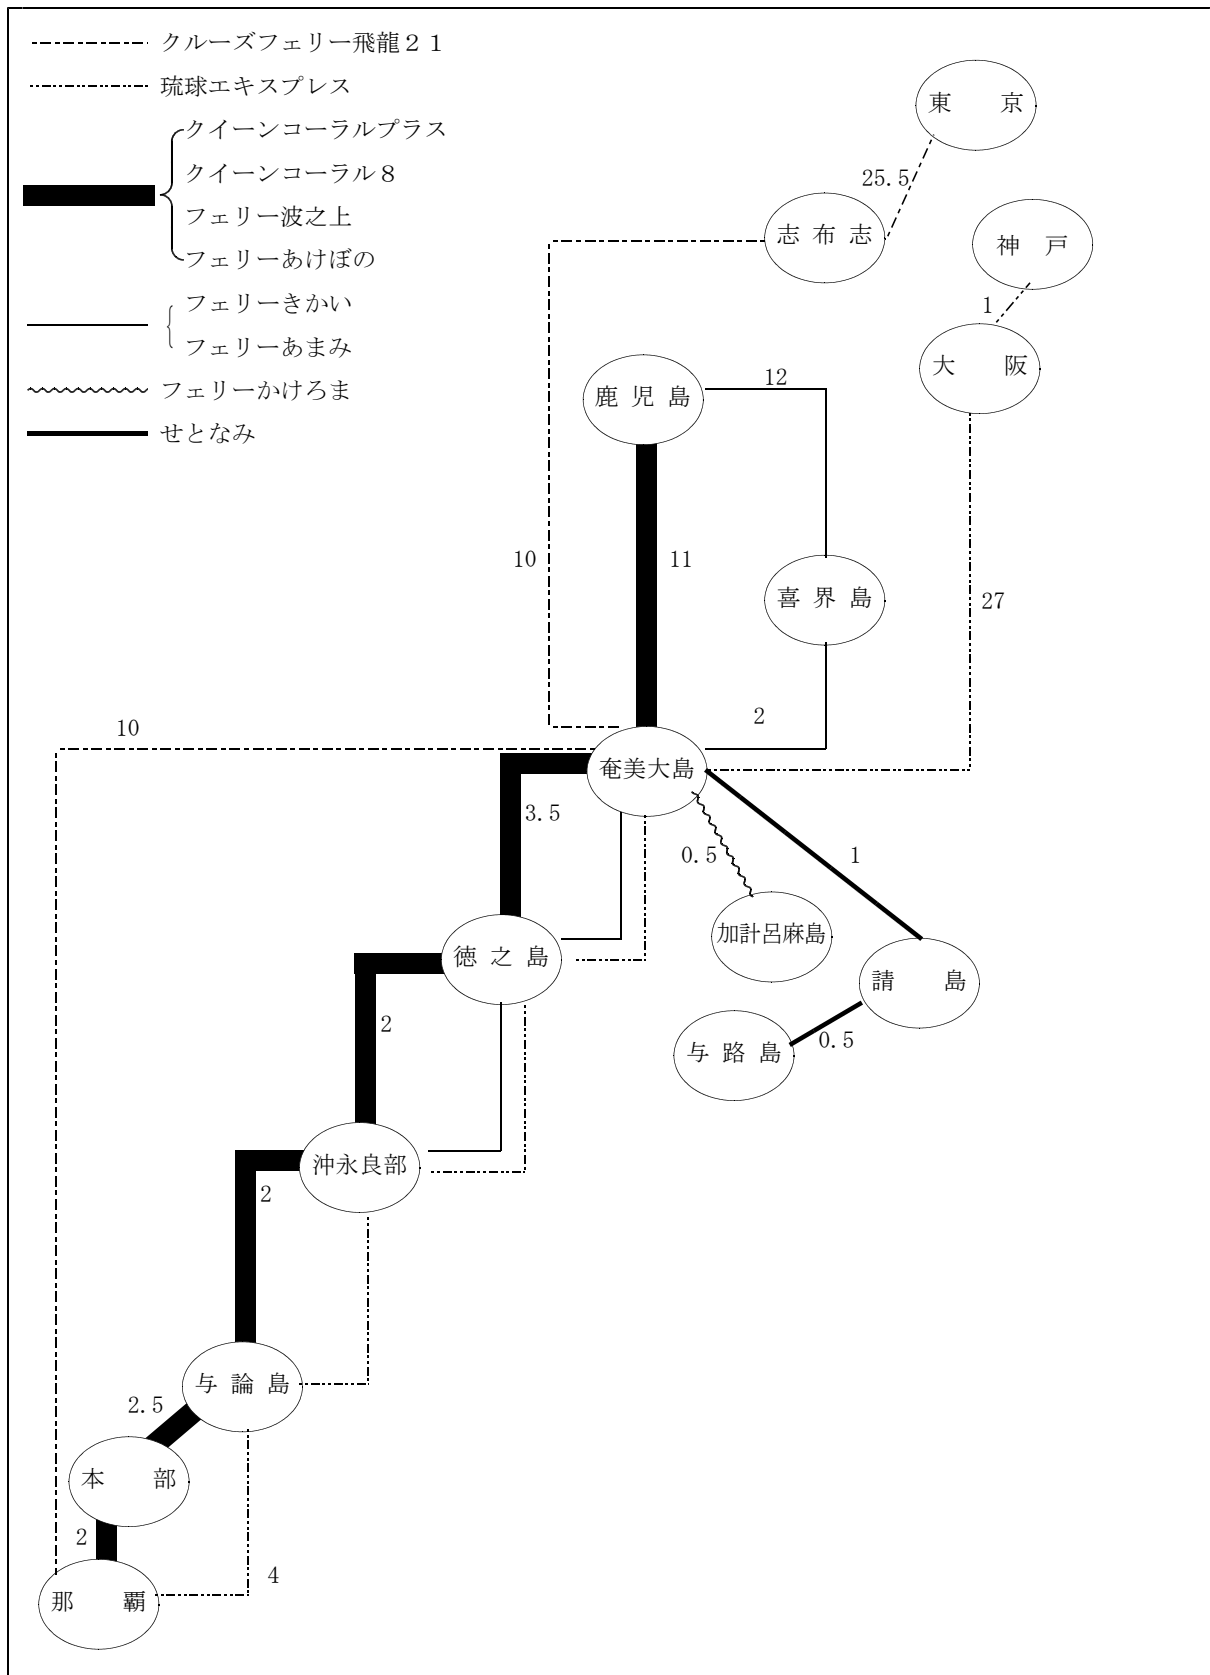 クルーズフェリー飛龍２１
琉球エキスプレス
クイーンコーラルプラス
クイーンコーラル８
フェリー波之上
フェリーあけぼの
フェリーきかい
フェリーあまみ
フェリーかけろま
せとなみ
東　　京
25.5
志 布 志
神　戸
1
大　　阪
鹿 児 島
12
10
11
喜 界 島
27
10
2
奄美大島
3.5
0.5
1
加計呂麻島
徳 之 島
請　　島
2
与 路 島
0.5
沖永良部
2
与 論 島
2.5
本　　部
2
4
那　　覇